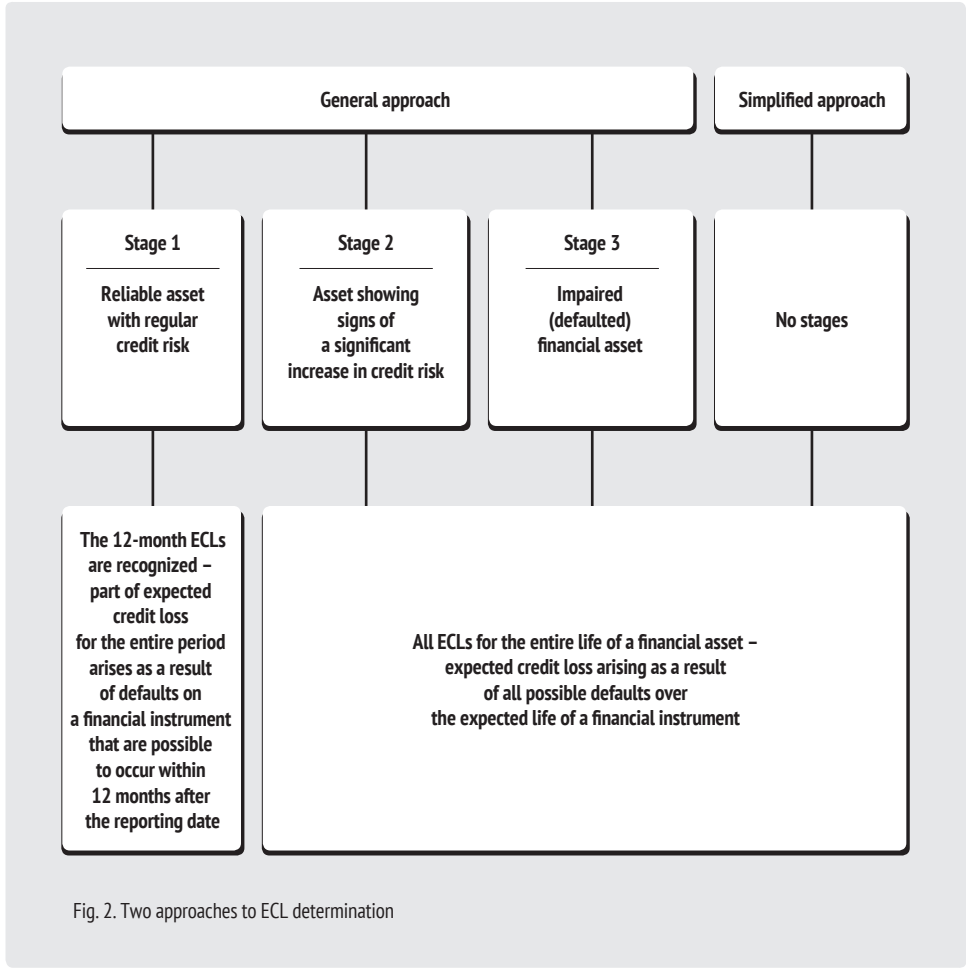 General approach
Simplified approach
Stage 1
Reliable asset
with regular
credit risk
Stage 2
Asset showing
signs of
a significant
increase in credit risk
Stage 3
Impaired
(defaulted)
financial asset
No stages
The 12-month ECLs
are recognized –
part of expected
credit loss
for the entire period
arises as a result
of defaults on
a financial instrument
that are possible
to occur within
12 months after
the reporting date
All ECLs for the entire life of a financial asset –
expected credit loss arising as a result
of all possible defaults over
the expected life of a financial instrument
Fig. 2. Two approaches to ECL determination